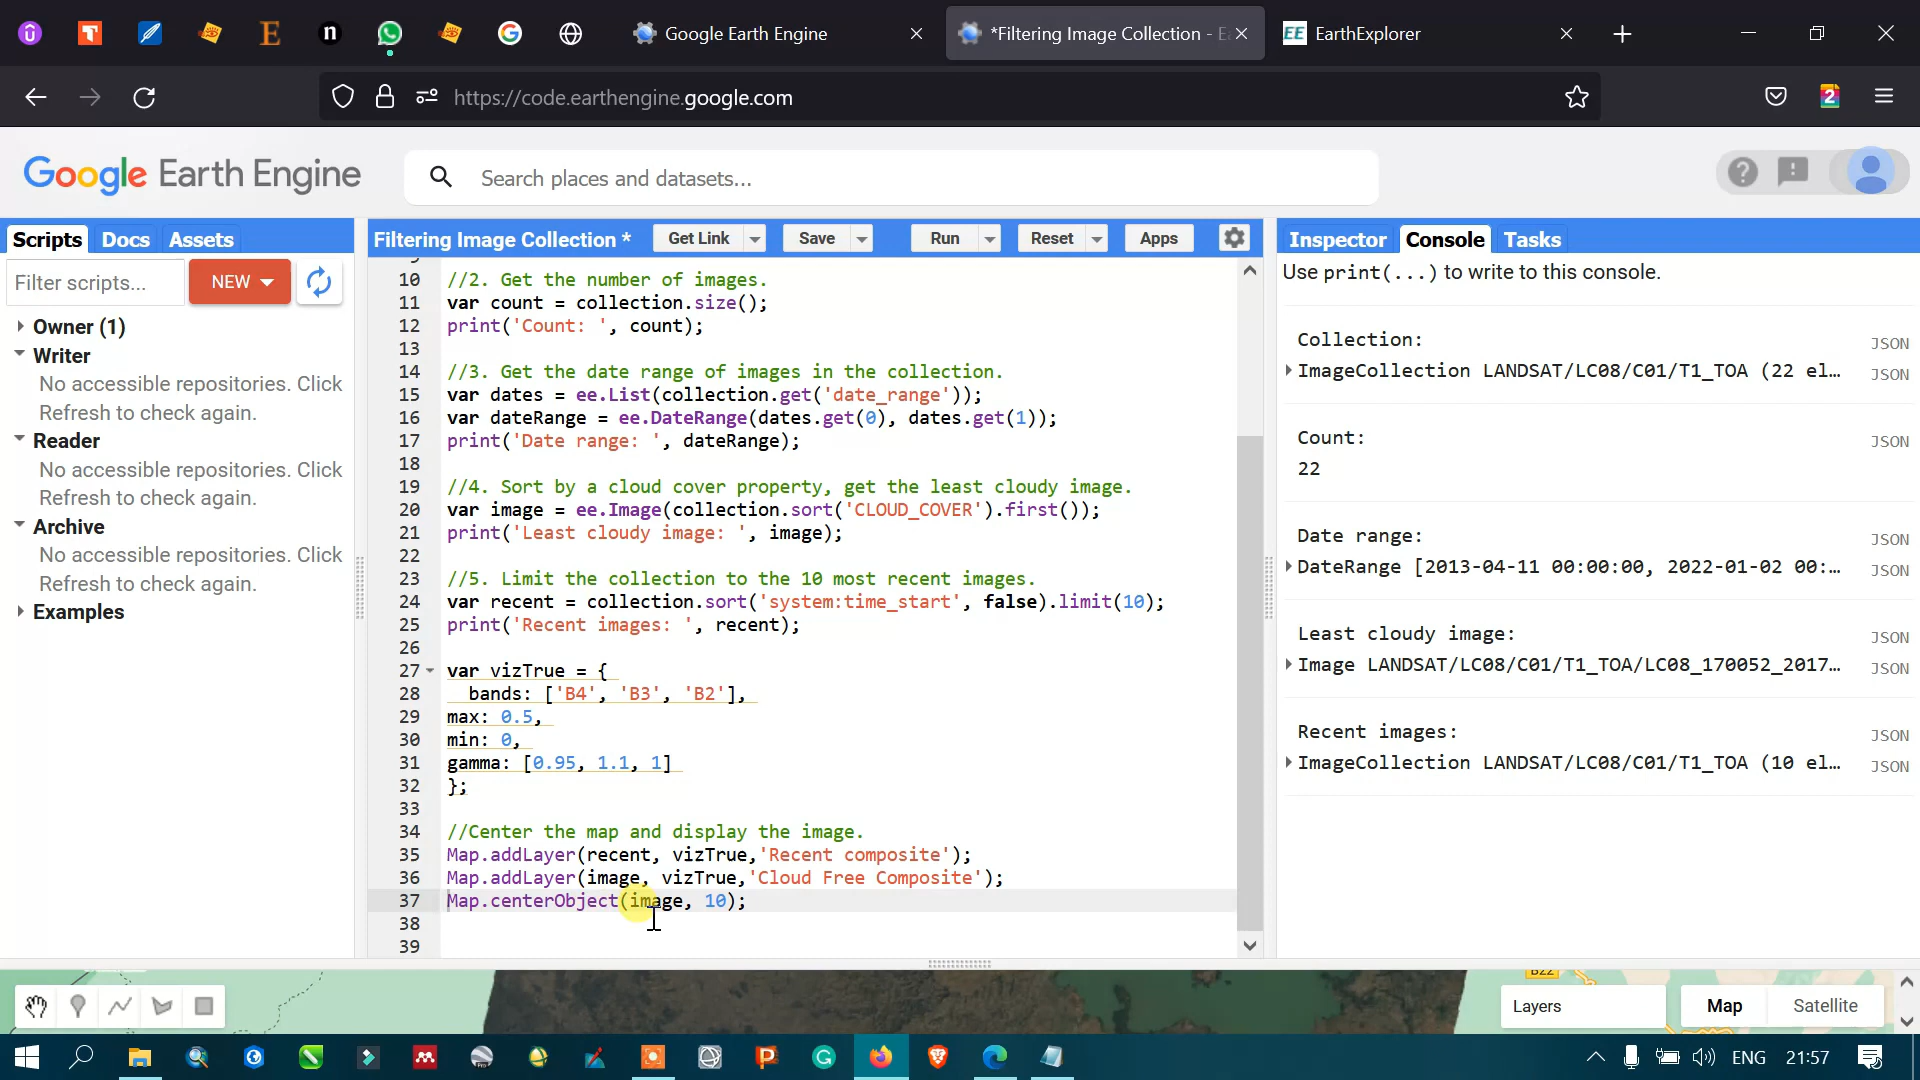 Google Earth Engine
*Filtering Image Collection - E
EE EarthExplorer
https://code.earthengine.google.com
2
Google Earth Engine
Search places and datasets...
Scripts Docs Assets
Filter scripts... NEW
Owner (1)
Writer
No accessible repositories. Click
Refresh to check again.
Reader
No accessible repositories. Click
Refresh to check again.
Archive
No accessible repositories. Click
Refresh to check again.
Examples
Filtering Image Collection * Get Link Save Run Reset Apps
10 //2. Get the number of images.
11 var count = collection.size();
12 print('Count: ', count);
13
14 //3. Get the date range of images in the collection.
15 var dates = ee.List(collection.get('date_range'));
16 var dateRange = ee.DateRange(dates.get(0), dates.get(1));
17 print('Date range: ', dateRange);
18
19 //4. Sort by a cloud cover property, get the least cloudy image.
20 var image = ee.Image(collection.sort('CLOUD_COVER').first());
21 print('Least cloudy image: ', image);
22
23 //5. Limit the collection to the 10 most recent images.
24 var recent = collection.sort('system:time_start', false).limit(10);
25 print('Recent images: ', recent);
26
27 var vizTrue = {
28 bands: ['B4', 'B3', 'B2'],
29 max: 0.5,
30 min: 0,
31 gamma: [0.95, 1.1, 1]
32 };
33
34 //Center the map and display the image.
35 Map.addLayer(recent, vizTrue,'Recent composite');
36 Map.addLayer(image, vizTrue,'Cloud Free Composite');
37 Map.centerObject(image, 10);
38
39
Inspector Console Tasks
Use print(...) to write to this console.
Collection: JSON
ImageCollection LANDSAT/LC08/C01/T1_TOA (22 el... JSON
Count: JSON
22
Date range: JSON
DateRange [2013-04-11 00:00:00, 2022-01-02 00:... JSON
Least cloudy image: JSON
Image LANDSAT/LC08/C01/T1_TOA/LC08_170052_2017... JSON
Recent images: JSON
ImageCollection LANDSAT/LC08/C01/T1_TOA (10 el... JSON
B22
Layers
Map Satellite
ENG 21:57